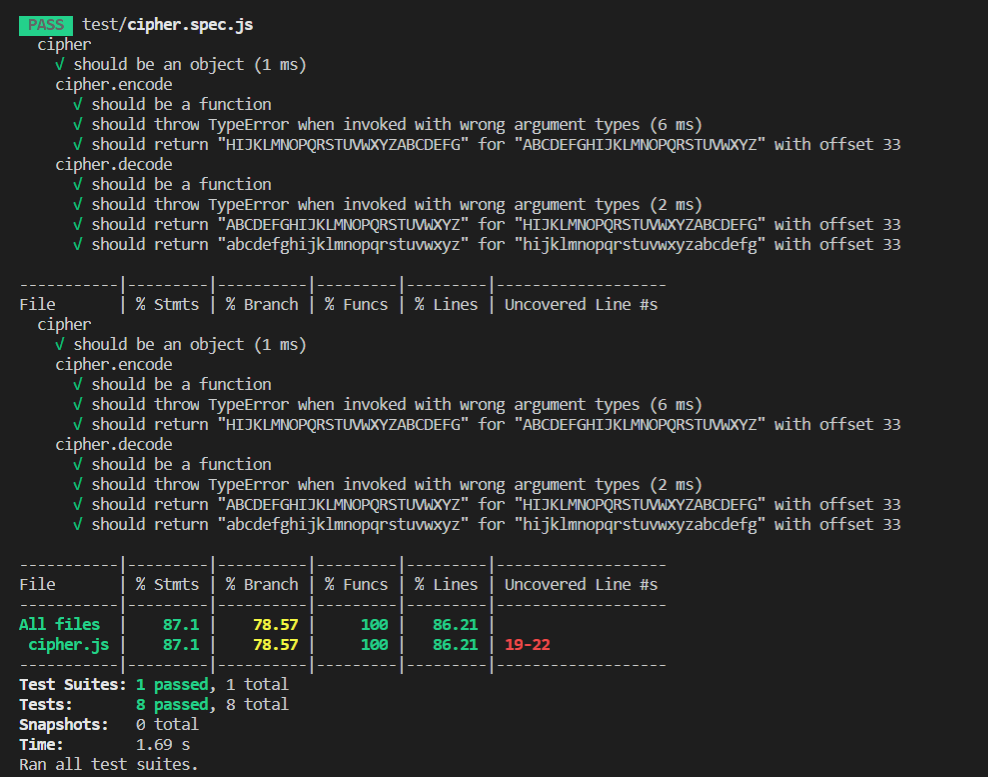 PASS test/cipher.spec.js
cipher
√ should be an object (1 ms)
cipher.encode
√ should be a function
√ should throw TypeError when invoked with wrong argument types (6 ms)
√ should return "HIJKLMNOPQRSTUVWXYZABCDEFG" for "ABCDEFGHIJKLMNOPQRSTUVWXYZ" with offset 33
cipher.decode
√ should be a function
√ should throw TypeError when invoked with wrong argument types (2 ms)
√ should return "ABCDEFGHIJKLMNOPQRSTUVWXYZ" for "HIJKLMNOPQRSTUVWXYZABCDEFG" with offset 33
√ should return "abcdefghijklmnopqrstuvwxyz" for "hijklmnopqrstuvwxyzabcdefg" with offset 33
-----------|---------|----------|---------|---------|-------------------
File       | % Stmts | % Branch | % Funcs | % Lines | Uncovered Line #s
cipher
√ should be an object (1 ms)
cipher.encode
√ should be a function
√ should throw TypeError when invoked with wrong argument types (6 ms)
√ should return "HIJKLMNOPQRSTUVWXYZABCDEFG" for "ABCDEFGHIJKLMNOPQRSTUVWXYZ" with offset 33
cipher.decode
√ should be a function
√ should throw TypeError when invoked with wrong argument types (2 ms)
√ should return "ABCDEFGHIJKLMNOPQRSTUVWXYZ" for "HIJKLMNOPQRSTUVWXYZABCDEFG" with offset 33
√ should return "abcdefghijklmnopqrstuvwxyz" for "hijklmnopqrstuvwxyzabcdefg" with offset 33
-----------|---------|----------|---------|---------|-------------------
File       | % Stmts | % Branch | % Funcs | % Lines | Uncovered Line #s
-----------|---------|----------|---------|---------|-------------------
All files  |    87.1 |    78.57 |     100 |   86.21 |
cipher.js |    87.1 |    78.57 |     100 |   86.21 | 19-22
-----------|---------|----------|---------|---------|-------------------
Test Suites: 1 passed, 1 total
Tests:       8 passed, 8 total
Snapshots:   0 total
Time:        1.69 s
Ran all test suites.